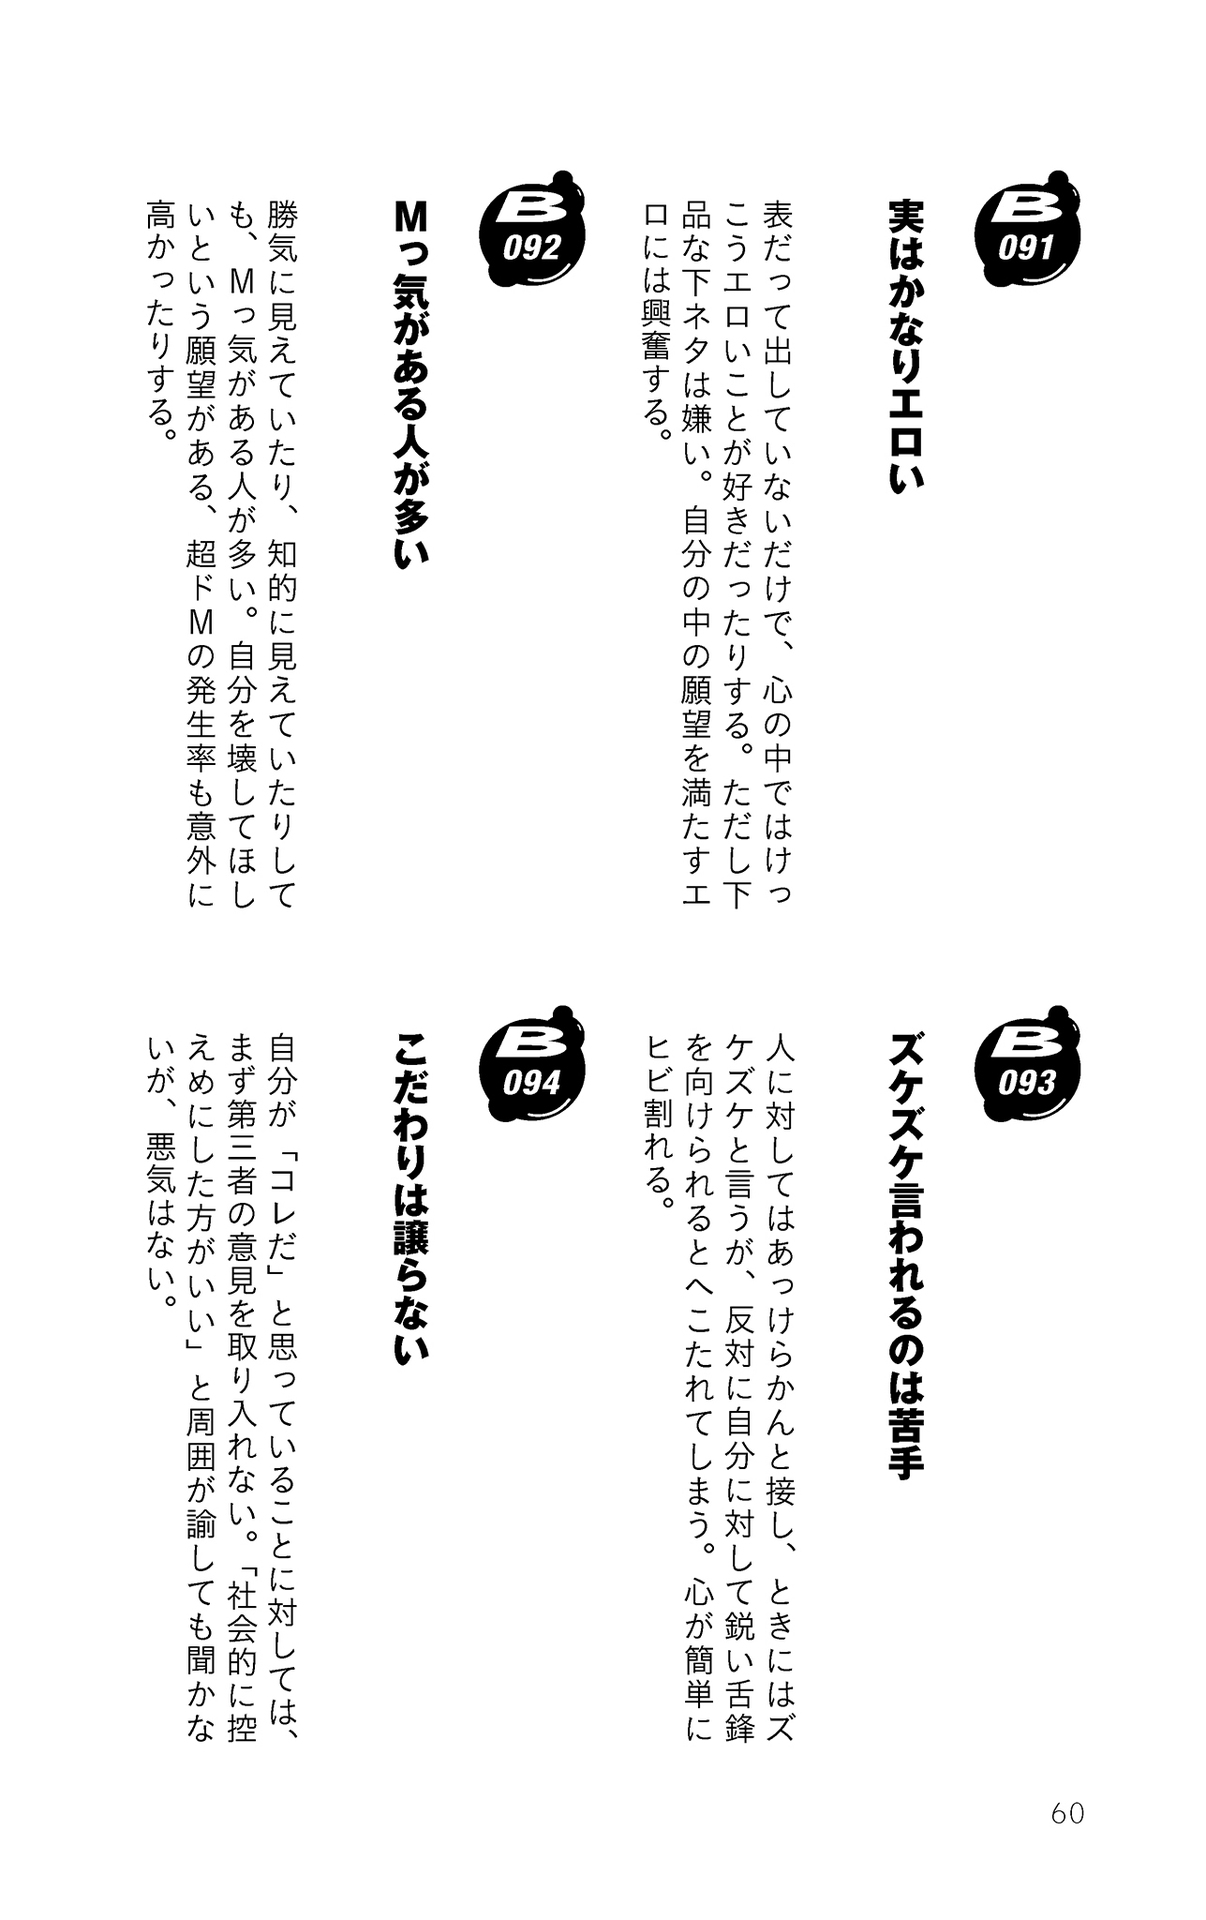 B
091
実はかなりエロい
表だって出していないだけで、心の中ではけっ
こうエロいことが好きだったりする。ただし下
品な下ネタは嫌い。自分の中の願望を満たすエ
ロには興奮する。
B
092
Mっ気がある人が多い
勝気に見えていたり、知的に見えていたりして
も、Mっ気がある人が多い。自分を壊してほし
いという願望がある、超ドMの発生率も意外に
高かったりする。
B
093
ズケズケ言われるのは苦手
人に対してはあっけらかんと接し、ときにはズ
ケズケと言うが、反対に自分に対して鋭い舌鋒
を向けられるとへこたれてしまう。心が簡単に
ヒビ割れる。
B
094
こだわりは譲らない
自分が「コレだ」と思っていることに対しては、
まず第三者の意見を取り入れない。「社会的に控
えめにした方がいい」と周囲が諭しても聞かな
いが、悪気はない。
60